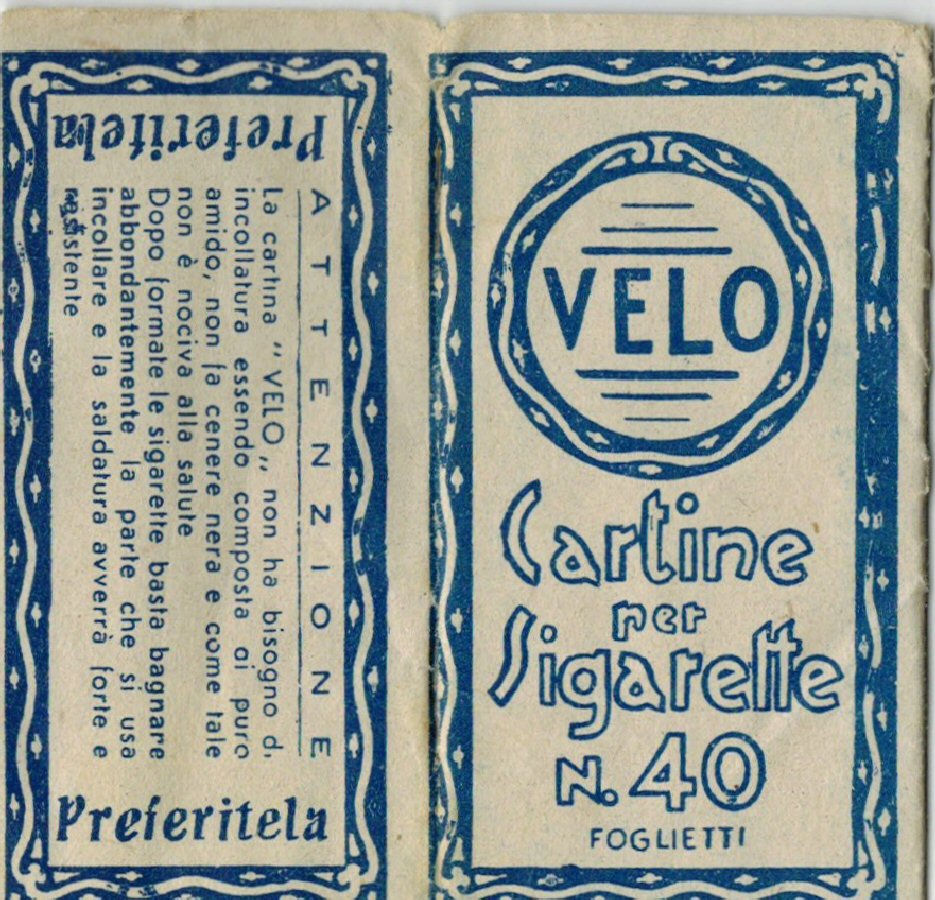 Preferitela
ATTENZIONE
La cartina " VELO „ non ha bisogno di
incollatura essendo composta di puro
amido, non fa cenere nera e come tale
non è nociva alla salute
Dopo formate le sigarette basta bagnare
abbondantemente la parte che si usa
incollare e la saldatura avverrà forte e
resistente
Preferitela
VELO
Cartine
per
Sigarette
N. 40
FOGLIETTI